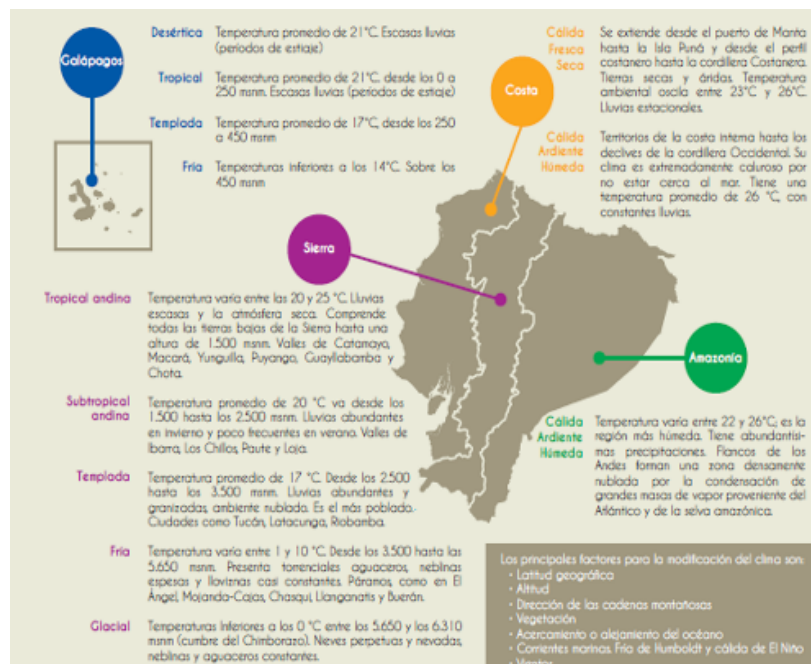 Galápagos
Desértica
Temperatura promedio de 21°C. Escasas lluvias
(períodos de estiaje)
Tropical
Temperatura promedio de 21°C, desde los 0 a
250 msnm. Escasas lluvias (períodos de estiaje)
Templada
Temperatura promedio de 17°C, desde los 250
a 450 msnm
Fría
Temperaturas inferiores a los 14°C. Sobre los
450 msnm
Costa
Cálida
Fresca
Seca
Se extiende desde el puerto de Manta
hasta la Isla Puná y desde el perfil
costanero hasta la cordillera Costanera.
Tierras secas y áridas. Temperatura
ambiental oscila entre 23°C y 26°C.
Lluvias estacionales.
Cálida
Ardiente
Húmeda
Territorios de la costa interna hasta los
declives de la cordillera Occidental. Su
clima es extremadamente caluroso por
no estar cerca al mar. Tiene una
temperatura promedio de 26 °C, con
constantes lluvias.
Sierra
Tropical andina
Temperatura varía entre las 20 y 25 °C. Lluvias
escasas y la atmósfera seca. Comprende
todas las tierras bajas de la Sierra hasta una
altura de 1.500 msnm. Valles de Catamayo,
Macará, Yunguilla, Puyango, Guayllabamba y
Chota.
Subtropical
andina
Temperatura promedio de 20 °C va desde los
1.500 hasta los 2.500 msnm. Lluvias abundantes
en invierno y poco frecuentes en verano. Valles de
Ibarra, Los Chillos, Paute y Loja.
Templada
Temperatura promedio de 17 °C. Desde los 2.500
hasta los 3.500 msnm. Lluvias abundantes y
granizadas, ambiente nublado. Es el más poblado.
Ciudades como Tucán, Latacunga, Riobamba.
Fría
Temperatura varía entre 1 y 10 °C. Desde los 3.500 hasta las
5.650 msnm. Presenta torrenciales aguaceros, neblinas
espesas y lloviznas casi constantes. Páramos, como en El
Ángel, Mojanda-Cajas, Chasqui, Llanganatis y Buerán.
Glacial
Temperaturas inferiores a los 0 °C entre los 5.650 y los 6.310
msnm (cumbre del Chimborazo). Nieves perpetuas y nevadas,
neblinas y aguaceros constantes.
Amazonía
Cálida
Ardiente
Húmeda
Temperatura varía entre 22 y 26°C; es la
región más húmeda. Tiene abundantísi-
mas precipitaciones. Flancos de los
Andes forman una zona densamente
nublada por la condensación de
grandes masas de vapor proveniente del
Atlántico y de la selva amazónica.
Los principales factores para la modificación del clima son:
• Latitud geográfica
• Altitud
• Dirección de las cadenas montañosas
• Vegetación
• Acercamiento o alejamiento del océano
• Corrientes marinas. Fría de Humboldt y cálida de El Niño
• Vientos